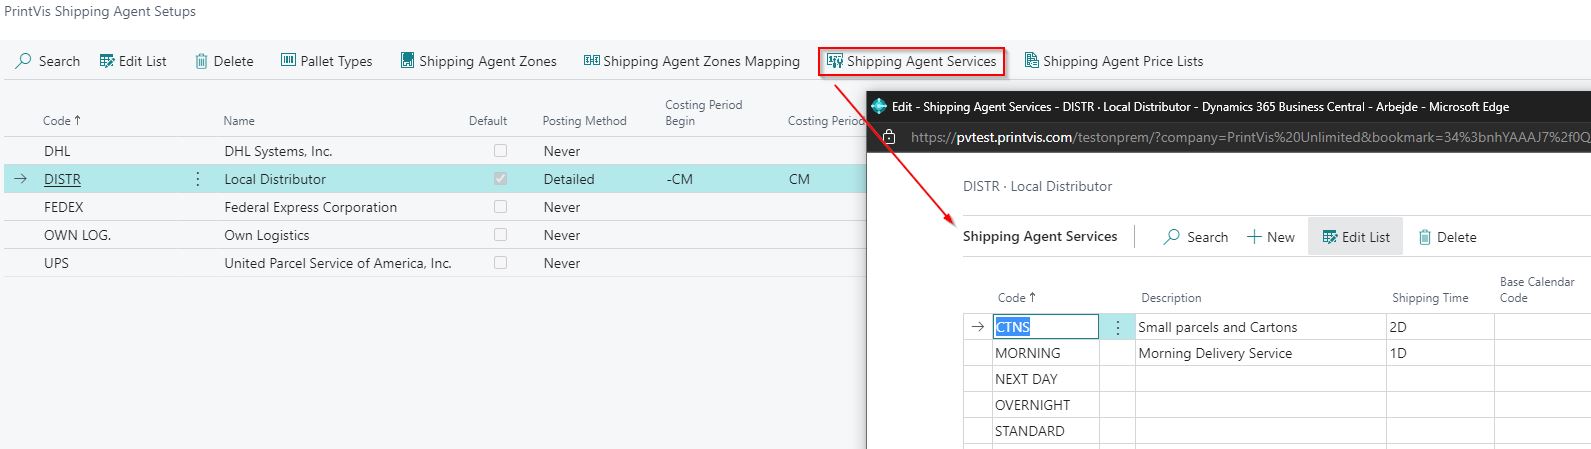 PrintVis Shipping Agent Setups
Search Edit List Delete Pallet Types Shipping Agent Zones Shipping Agent Zones Mapping Shipping Agent Services Shipping Agent Price Lists
Code ↑ Name Default Posting Method Costing Period Begin Costing Period
DHL DHL Systems, Inc. Never
DISTR Local Distributor Detailed -CM CM
FEDEX Federal Express Corporation Never
OWN LOG. Own Logistics Never
UPS United Parcel Service of America, Inc. Never
Edit - Shipping Agent Services - DISTR · Local Distributor - Dynamics 365 Business Central - Arbejde - Microsoft Edge
https://pvtest.printvis.com/testonprem/?company=PrintVis%20Unlimited&bookmark=34%3bnhYAAAJ7%2f0Q
DISTR · Local Distributor
Shipping Agent Services Search New Edit List Delete
Code ↑ Description Shipping Time Base Calendar Code
CTNS Small parcels and Cartons 2D
MORNING Morning Delivery Service 1D
NEXT DAY
OVERNIGHT
STANDARD